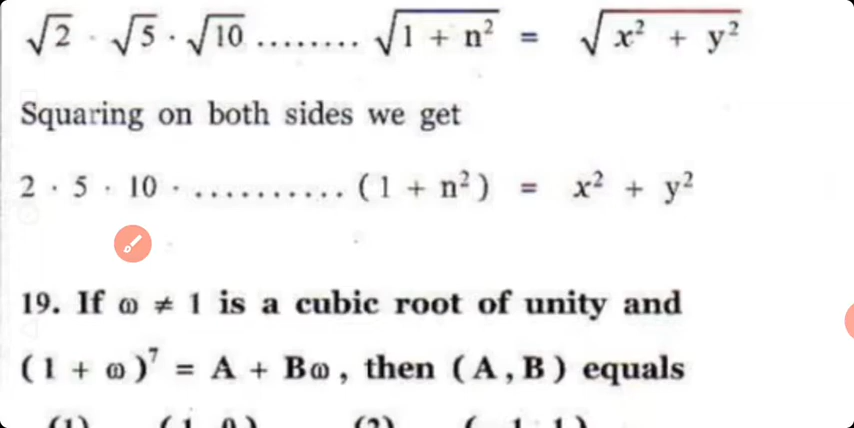 √2 · √5 · √10 ........ √1 + n² = √x² + y²
Squaring on both sides we get
2 · 5 · 10 · .......... (1 + n²) = x² + y²
19. If ω ≠ 1 is a cubic root of unity and
(1 + ω)⁷ = A + Bω, then (A, B) equals